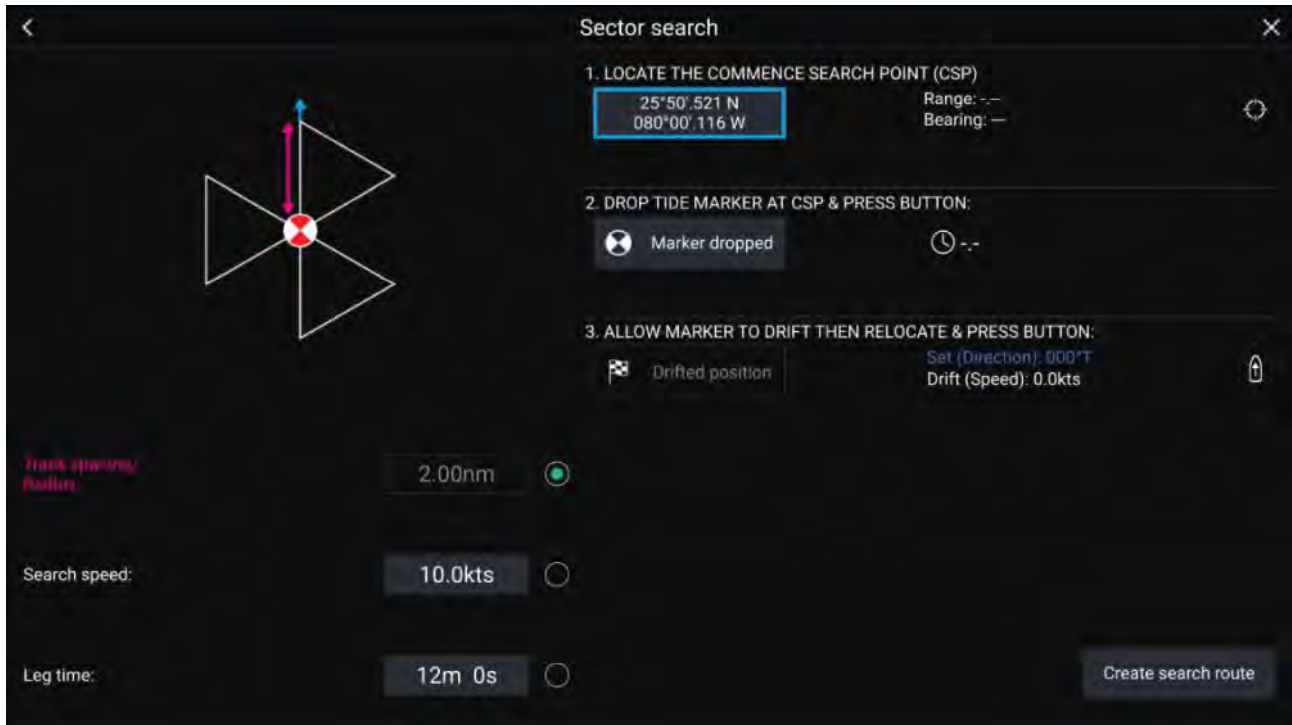 Sector search
1. LOCATE THE COMMENCE SEARCH POINT (CSP)
25°50'.521 N
080°00'.116 W
Range: -.--
Bearing: ---
2. DROP TIDE MARKER AT CSP & PRESS BUTTON:
Marker dropped
-.-
3. ALLOW MARKER TO DRIFT THEN RELOCATE & PRESS BUTTON:
Drifted position
Set (Direction): 000°T
Drift (Speed): 0.0kts
Track spacing/
Radius:
2.00nm
Search speed:
10.0kts
Leg time:
12m 0s
Create search route